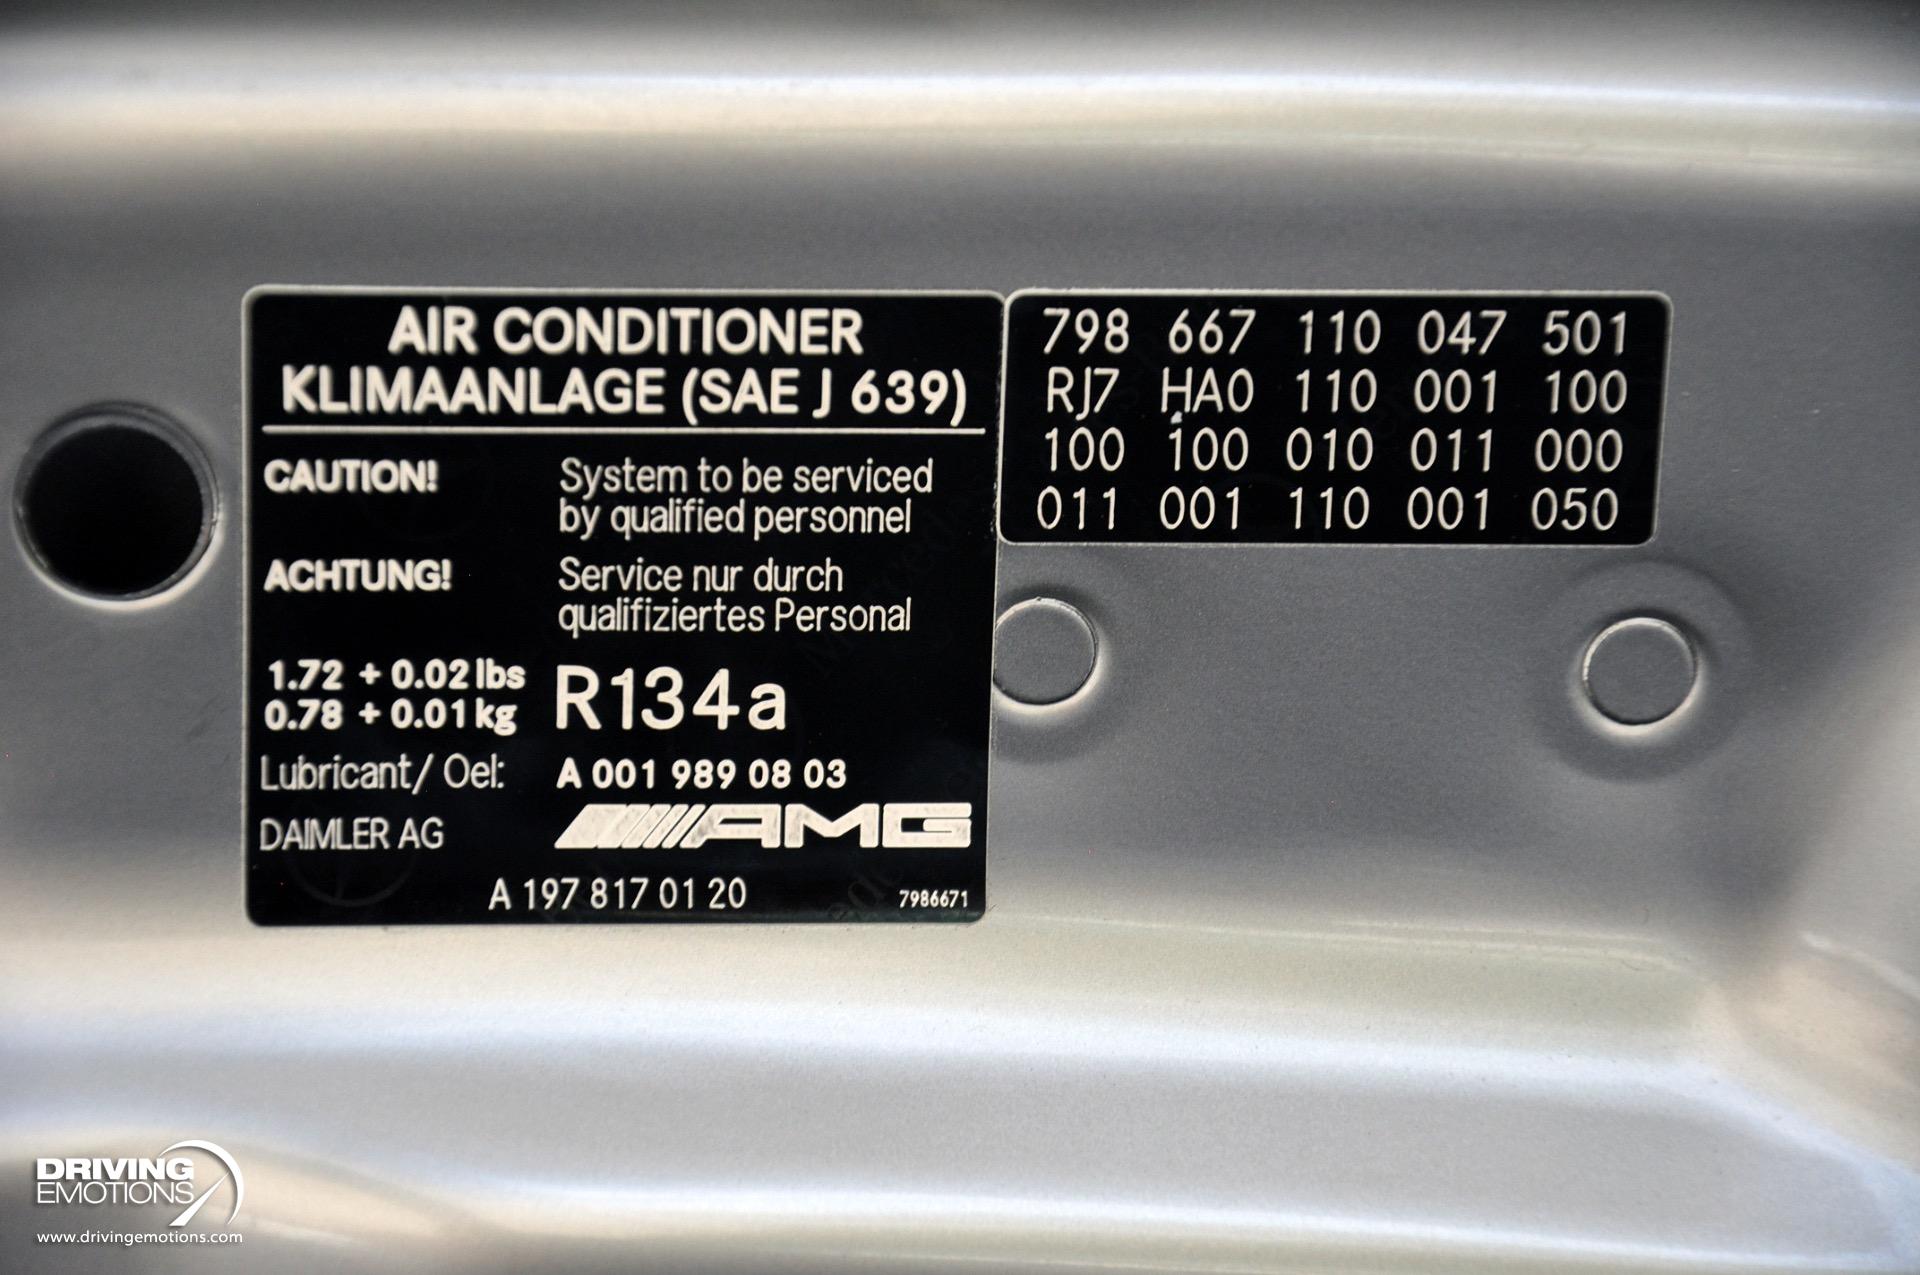 AIR CONDITIONER
KLIMAANLAGE (SAE J 639)
CAUTION! System to be serviced
by qualified personnel
ACHTUNG! Service nur durch
qualifiziertes Personal
1.72 + 0.02 lbs
0.78 + 0.01 kg
R134a
Lubricant/ Oel: A 001 989 08 03
DAIMLER AG AMG
A 197 817 01 20 7986671
798 667 110 047 501
RJ7 HA0 110 001 100
100 100 010 011 000
011 001 110 001 050
DRIVING
EMOTIONS
www.drivingemotions.com